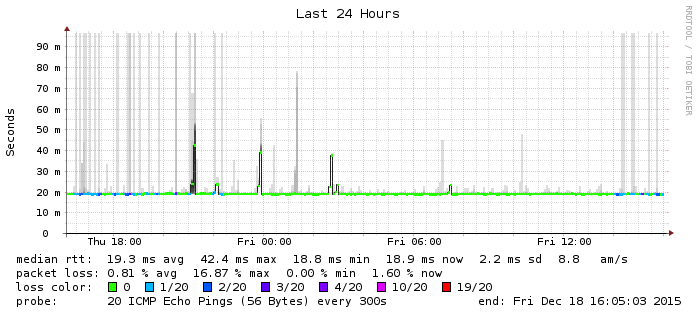 Last 24 Hours
RRDTOOL / TOBI OETIKER
Seconds
90 m
80 m
70 m
60 m
50 m
40 m
30 m
20 m
10 m
0
Thu 18:00 Fri 00:00 Fri 06:00 Fri 12:00
median rtt: 19.3 ms avg 42.4 ms max 18.8 ms min 18.9 ms now 2.2 ms sd 8.8 am/s
packet loss: 0.81 % avg 16.87 % max 0.00 % min 1.60 % now
loss color: 0 1/20 2/20 3/20 4/20 10/20 19/20
probe: 20 ICMP Echo Pings (56 Bytes) every 300s end: Fri Dec 18 16:05:03 2015